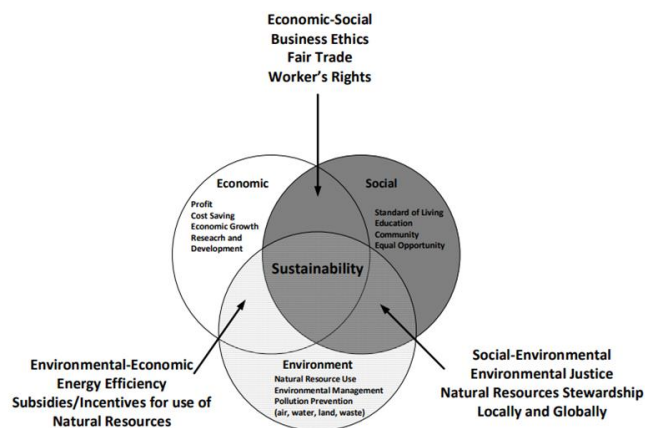 Economic-Social
Business Ethics
Fair Trade
Worker's Rights
Economic
Profit
Cost Saving
Economic Growth
Reseacrh and
Development
Social
Standard of Living
Education
Community
Equal Opportunity
Sustainability
Environment
Natural Resource Use
Environmental Management
Pollution Prevention
(air, water, land, waste)
Environmental-Economic
Energy Efficiency
Subsidies/Incentives for use of
Natural Resources
Social-Environmental
Environmental Justice
Natural Resources Stewardship
Locally and Globally